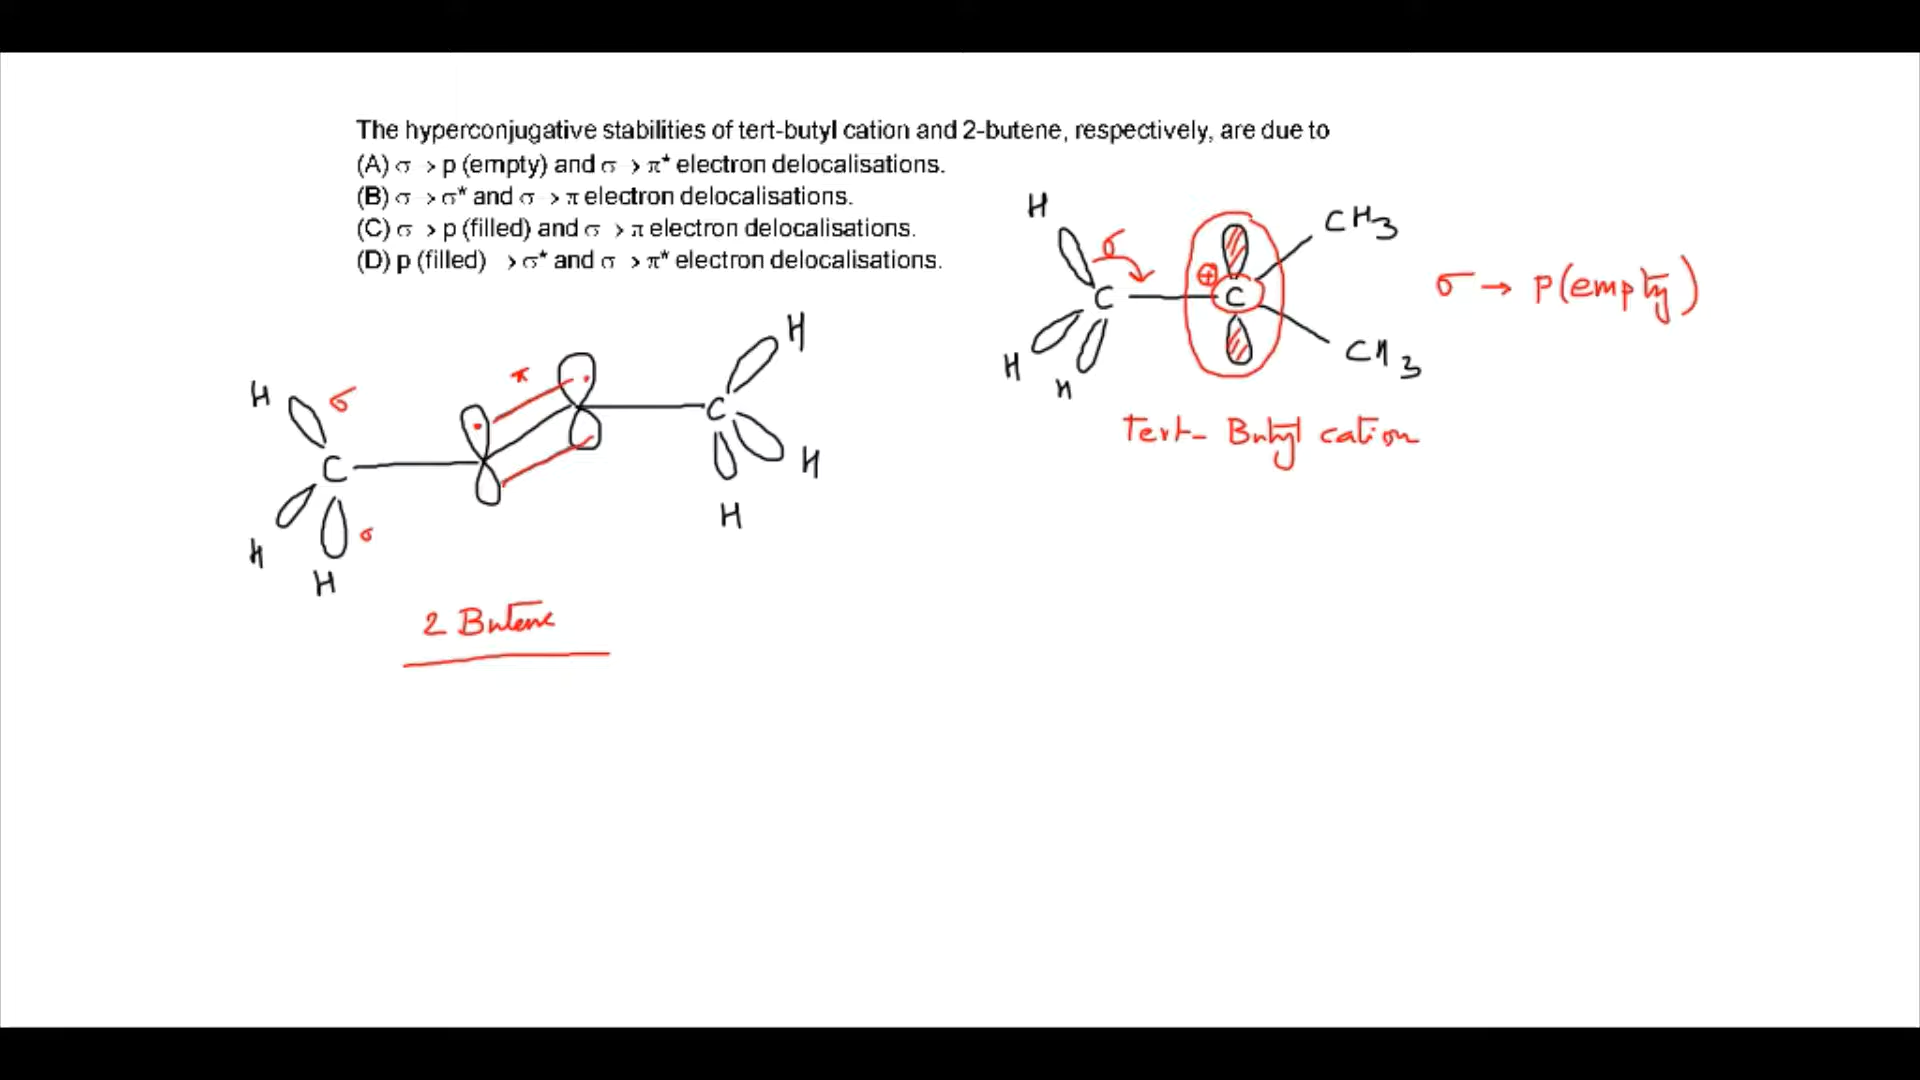 The hyperconjugative stabilities of tert-butyl cation and 2-butene, respectively, are due to
(A) σ → p (empty) and σ → π* electron delocalisations.
(B) σ → σ* and σ → π electron delocalisations.
(C) σ → p (filled) and σ → π electron delocalisations.
(D) p (filled) → σ* and σ → π* electron delocalisations.
H σ C H H ⊕ C CH3 CH3
σ → p (empty)
Tert- Butyl cation
H σ C H H σ π C H H H
2 Butene